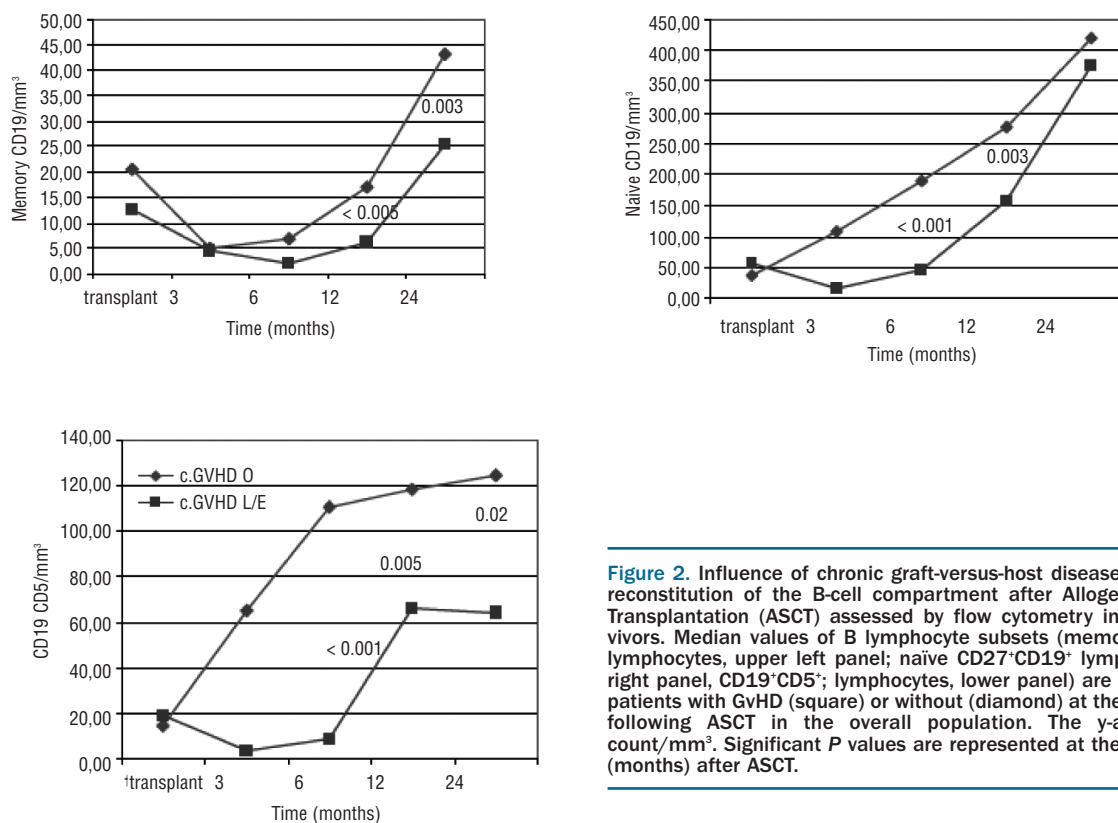 50,00
45,00
40,00
35,00
30,00
25,00
20,00
15,00
10,00
5,00
0,00
Memory CD19/mm³
0.003
< 0.005
transplant 3 6 12 24
Time (months)
450,00
400,00
350,00
300,00
250,00
200,00
150,00
100,00
50,00
0,00
Naive CD19/mm³
0.003
< 0.001
transplant 3 6 12 24
Time (months)
140,00
120,00
100,00
80,00
60,00
40,00
20,00
0,00
CD19 CD5/mm³
c.GVHD 0
c.GVHD L/E
0.02
0.005
< 0.001
†transplant 3 6 12 24
Time (months)
Figure 2. Influence of chronic graft-versus-host disease
reconstitution of the B-cell compartment after Alloge
Transplantation (ASCT) assessed by flow cytometry in
vivors. Median values of B lymphocyte subsets (memo
lymphocytes, upper left panel; naïve CD27⁺CD19⁺ lymp
right panel, CD19⁺CD5⁺; lymphocytes, lower panel) are
patients with GvHD (square) or without (diamond) at the
following ASCT in the overall population. The y-a
count/mm³. Significant P values are represented at the
(months) after ASCT.